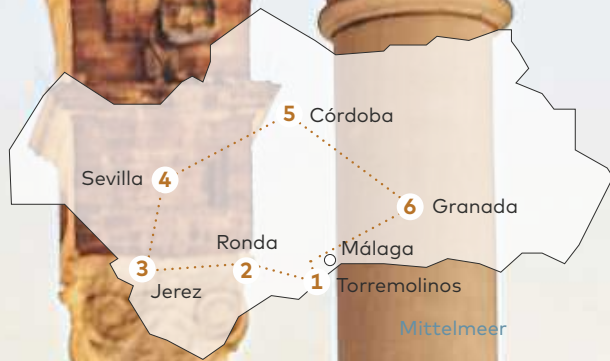 5 Córdoba
Sevilla 4
6 Granada
Ronda
Málaga
3
2
1
Jerez
Torremolinos
Mittelmeer